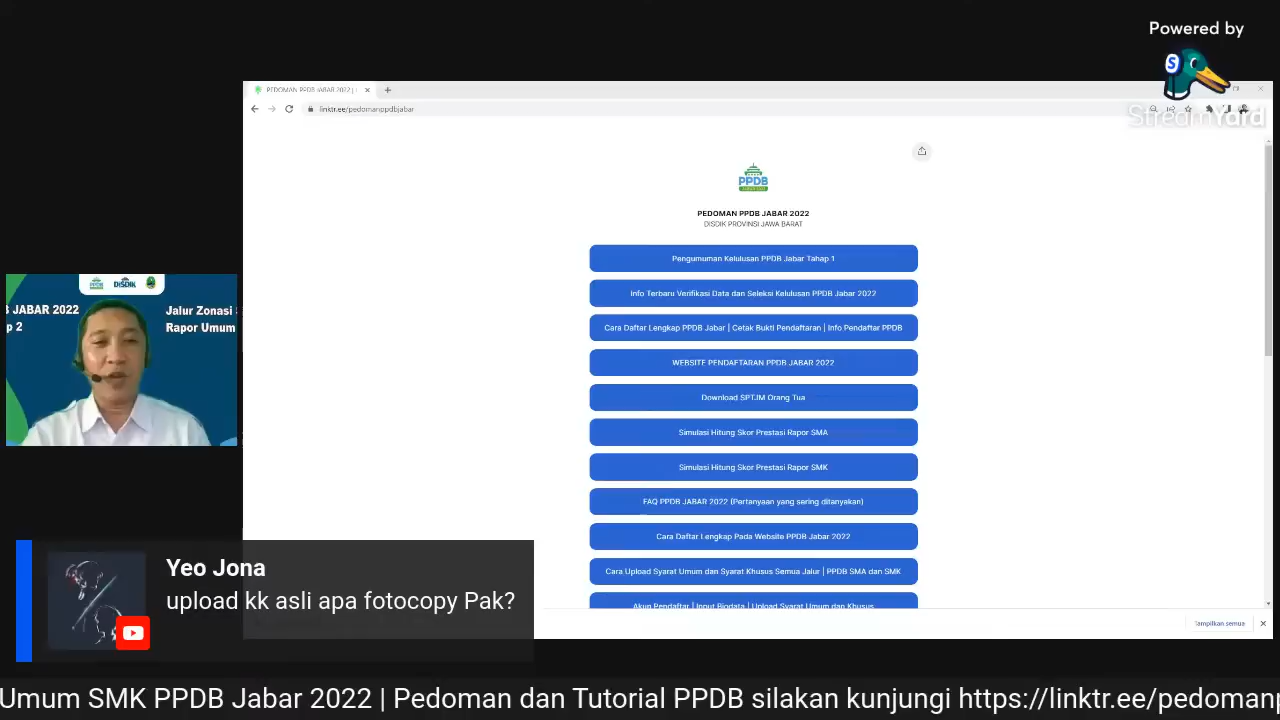 Powered by
StreamYard
PEDOMAN PPDB JABAR 2022 |
linktr.ee/pedomanppdbjabar
PPDB
PEDOMAN PPDB JABAR 2022
DISDIK PROVINSI JAWA BARAT
Pengumuman Kelulusan PPDB Jabar Tahap 1
Info Terbaru Verifikasi Data dan Seleksi Kelulusan PPDB Jabar 2022
Cara Daftar Lengkap PPDB Jabar | Cetak Bukti Pendaftaran | Info Pendaftar PPDB
WEBSITE PENDAFTARAN PPDB JABAR 2022
Download SPTJM Orang Tua
Simulasi Hitung Skor Prestasi Rapor SMA
Simulasi Hitung Skor Prestasi Rapor SMK
FAQ PPDB JABAR 2022 (Pertanyaan yang sering ditanyakan)
Cara Daftar Lengkap Pada Website PPDB Jabar 2022
Cara Upload Syarat Umum dan Syarat Khusus Semua Jalur | PPDB SMA dan SMK
Akun Pendaftar | Input Biodata | Upload Syarat Umum dan Khusus
Tampilkan semua
DISDIK
JABAR 2022
p 2
Jalur Zonasi
Rapor Umum
Yeo Jona
upload kk asli apa fotocopy Pak?
Umum SMK PPDB Jabar 2022 | Pedoman dan Tutorial PPDB silakan kunjungi https://linktr.ee/pedomanp